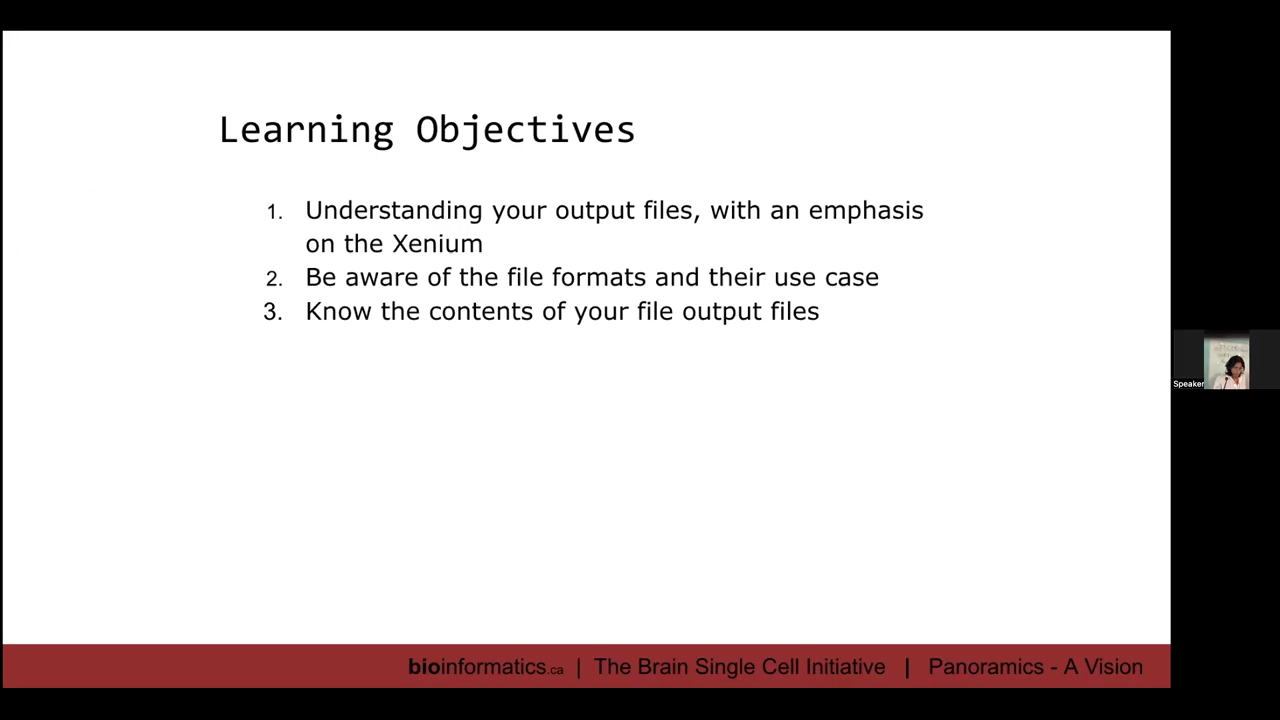 Learning Objectives
1. Understanding your output files, with an emphasis
on the Xenium
2. Be aware of the file formats and their use case
3. Know the contents of your file output files
Speaker
bioinformatics.ca | The Brain Single Cell Initiative | Panoramics - A Vision